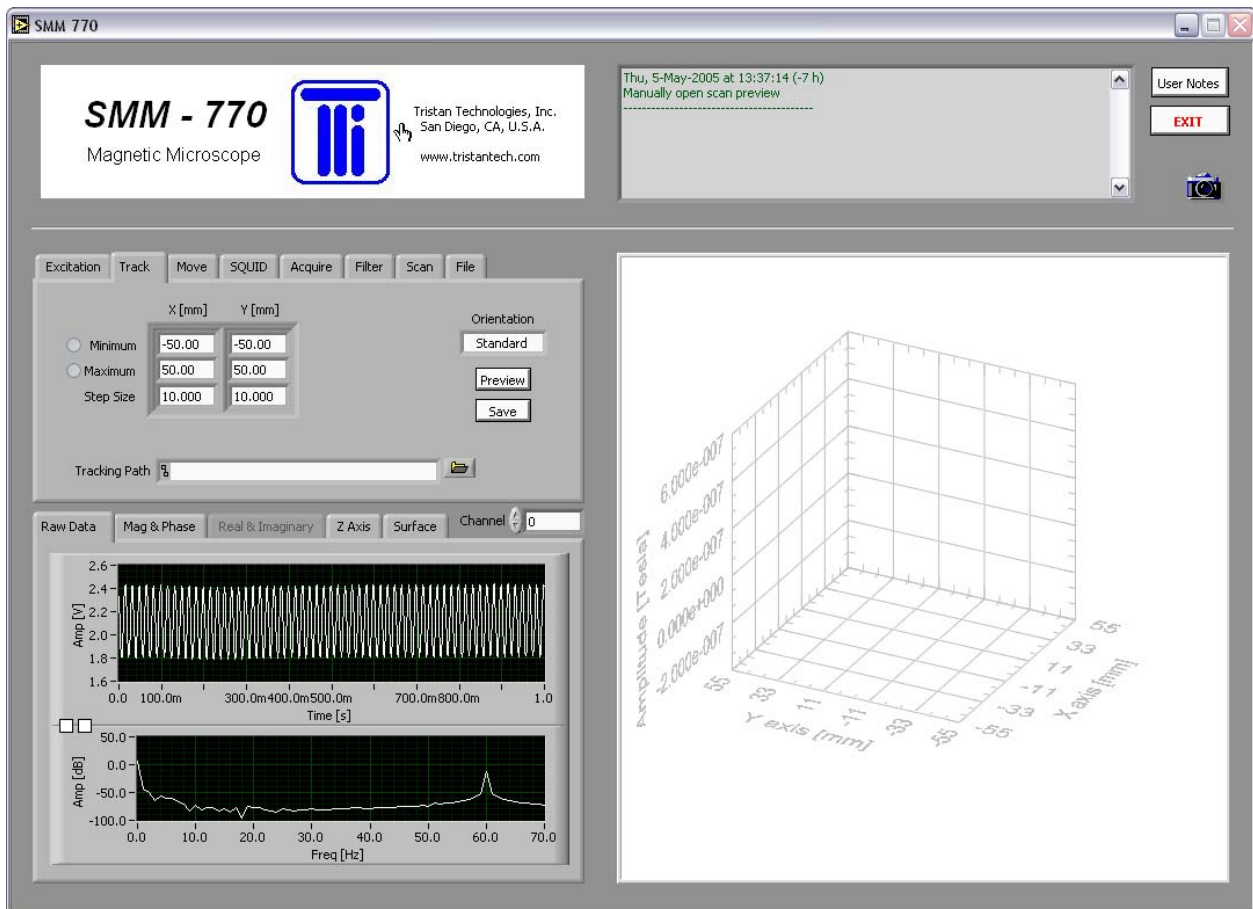 SMM 770
SMM - 770
Magnetic Microscope
Tristan Technologies, Inc.
San Diego, CA, U.S.A.
www.tristantech.com
Thu, 5-May-2005 at 13:37:14 (-7 h)
Manually open scan preview
------------------------------------
User Notes
EXIT
Excitation Track Move SQUID Acquire Filter Scan File
X [mm] Y [mm]
Minimum -50.00 -50.00
Maximum 50.00 50.00
Step Size 10.000 10.000
Orientation
Standard
Preview
Save
Tracking Path
Raw Data Mag & Phase Real & Imaginary Z Axis Surface Channel 0
Amp [V]
2.6
2.4
2.2
2.0
1.8
1.6
0.0 100.0m 300.0m 400.0m 500.0m 700.0m 800.0m 1.0
Time [s]
Amp [dB]
50.0
0.0
-50.0
-100.0
0.0 10.0 20.0 30.0 40.0 50.0 60.0 70.0
Freq [Hz]
Amplitude [Tesla]
6.000e-007
4.000e-007
2.000e-007
0.000e+000
-2.000e-007
55 33 11 -11 -33 -55
Y axis [mm]
55
33
11
-11
-33
-55
X axis [mm]